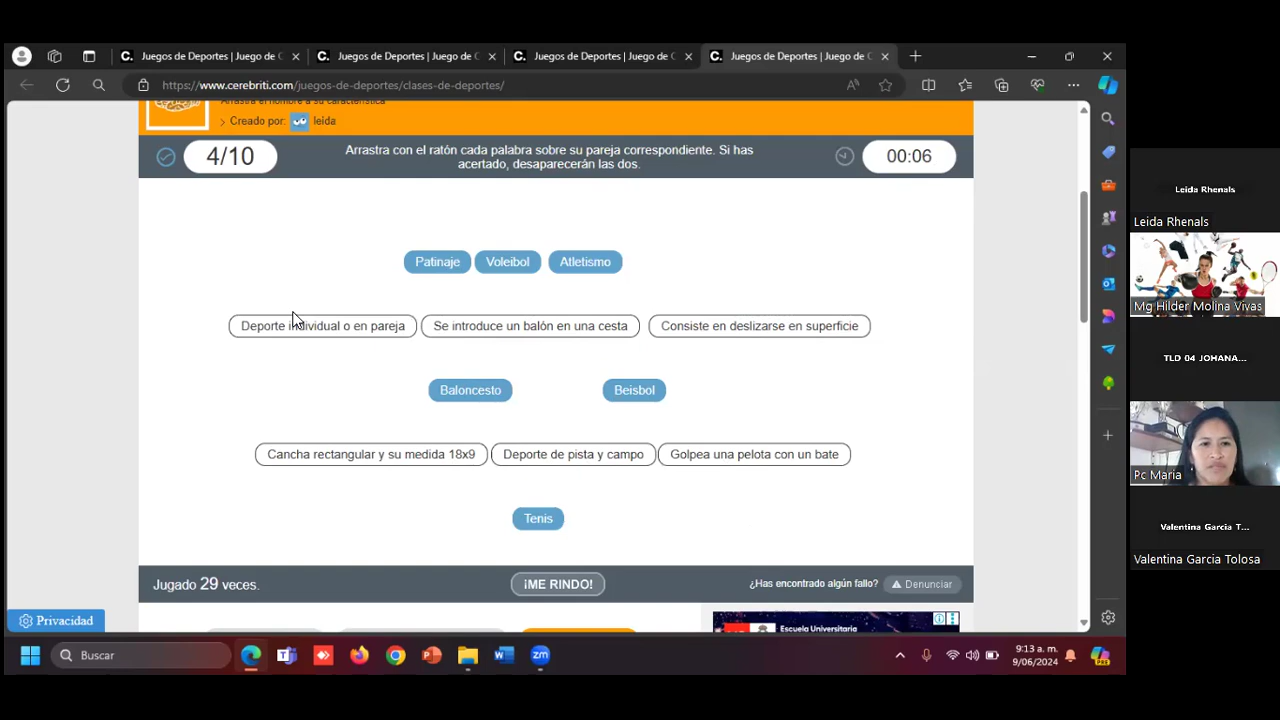 Juegos de Deportes | Juego de C
Juegos de Deportes | Juego de C
Juegos de Deportes | Juego de C
Juegos de Deportes | Juego de C
https://www.cerebriti.com/juegos-de-deportes/clases-de-deportes/
Arrastra el nombre a su característica
Creado por: leida
4/10
Arrastra con el ratón cada palabra sobre su pareja correspondiente. Si has
acertado, desaparecerán las dos.
00:06
Patinaje Voleibol Atletismo
Deporte individual o en pareja Se introduce un balón en una cesta Consiste en deslizarse en superficie
Baloncesto Beisbol
Cancha rectangular y su medida 18x9 Deporte de pista y campo Golpea una pelota con un bate
Tenis
Jugado 29 veces.
¡ME RINDO!
¿Has encontrado algún fallo? Denunciar
Privacidad
Escuela Universitaria
Buscar
9:13 a. m.
9/06/2024
Leida Rhenals
Leida Rhenals
Mg Hilder Molina Vivas
TLD 04 JOHANA...
Pc Maria
Valentina Garcia T...
Valentina Garcia Tolosa